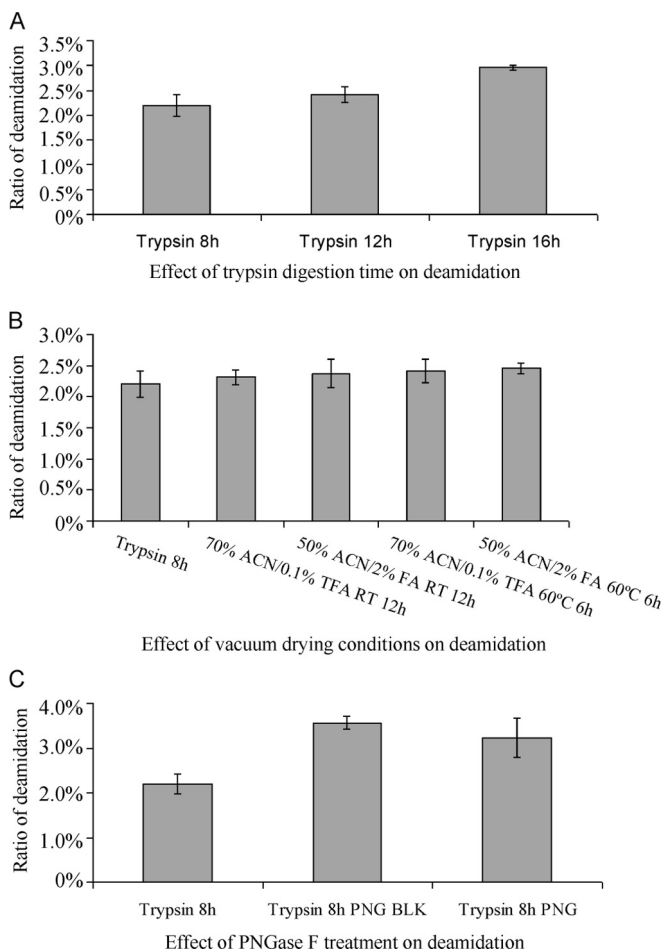 A
Ratio of deamidation
3.5%
3.0%
2.5%
2.0%
1.5%
1.0%
0.5%
0%
Trypsin 8h
Trypsin 12h
Trypsin 16h
Effect of trypsin digestion time on deamidation
B
Ratio of deamidation
3.0%
2.5%
2.0%
1.5%
1.0%
0.5%
0%
Trypsin 8h
70% ACN/0.1% TFA RT 12h
50% ACN/2% FA RT 12h
70% ACN/0.1% TFA 60ºC 6h
50% ACN/2% FA 60ºC 6h
Effect of vacuum drying conditions on deamidation
C
Ratio of deamidation
4.0%
3.0%
2.0%
1.0%
0%
Trypsin 8h
Trypsin 8h PNG BLK
Trypsin 8h PNG
Effect of PNGase F treatment on deamidation